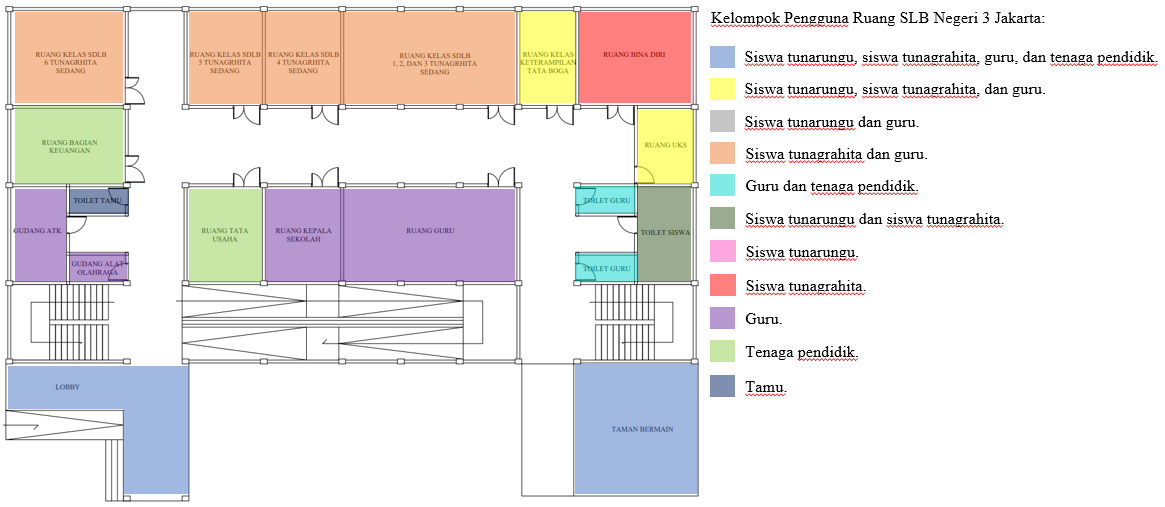 Kelompok Pengguna Ruang SLB Negeri 3 Jakarta:
Siswa tunarungu, siswa tunagrahita, guru, dan tenaga pendidik.
Siswa tunarungu, siswa tunagrahita, dan guru.
Siswa tunarungu dan guru.
Siswa tunagrahita dan guru.
Guru dan tenaga pendidik.
Siswa tunarungu dan siswa tunagrahita.
Siswa tunarungu.
Siswa tunagrahita.
Guru.
Tenaga pendidik.
Tamu.
RUANG KELAS SDLB
6 TUNAGRHITA
SEDANG
RUANG KELAS SDLB
5 TUNAGRHITA
SEDANG
RUANG KELAS SDLB
4 TUNAGRHITA
SEDANG
RUANG KELAS SDLB
1, 2, DAN 3 TUNAGRHITA
SEDANG
RUANG KELAS
KETERAMPILAN
TATA BOGA
RUANG BINA DIRI
RUANG BAGIAN
KEUANGAN
RUANG UKS
GUDANG ATK
TOILET TAMU
GUDANG ALAT
OLAHRAGA
RUANG TATA
USAHA
RUANG KEPALA
SEKOLAH
RUANG GURU
TOILET GURU
TOILET SISWA
TOILET GURU
LOBBY
TAMAN BERMAIN